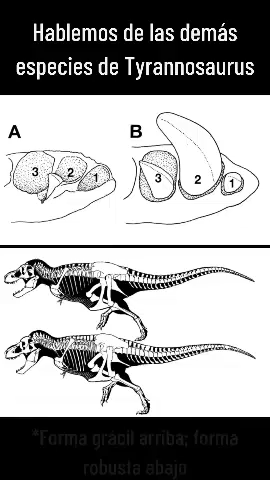 Hablemos de las demás
especies de Tyrannosaurus
A
B
3
2
1
3
2
1
*Forma grácil arriba; forma
robusta abajo